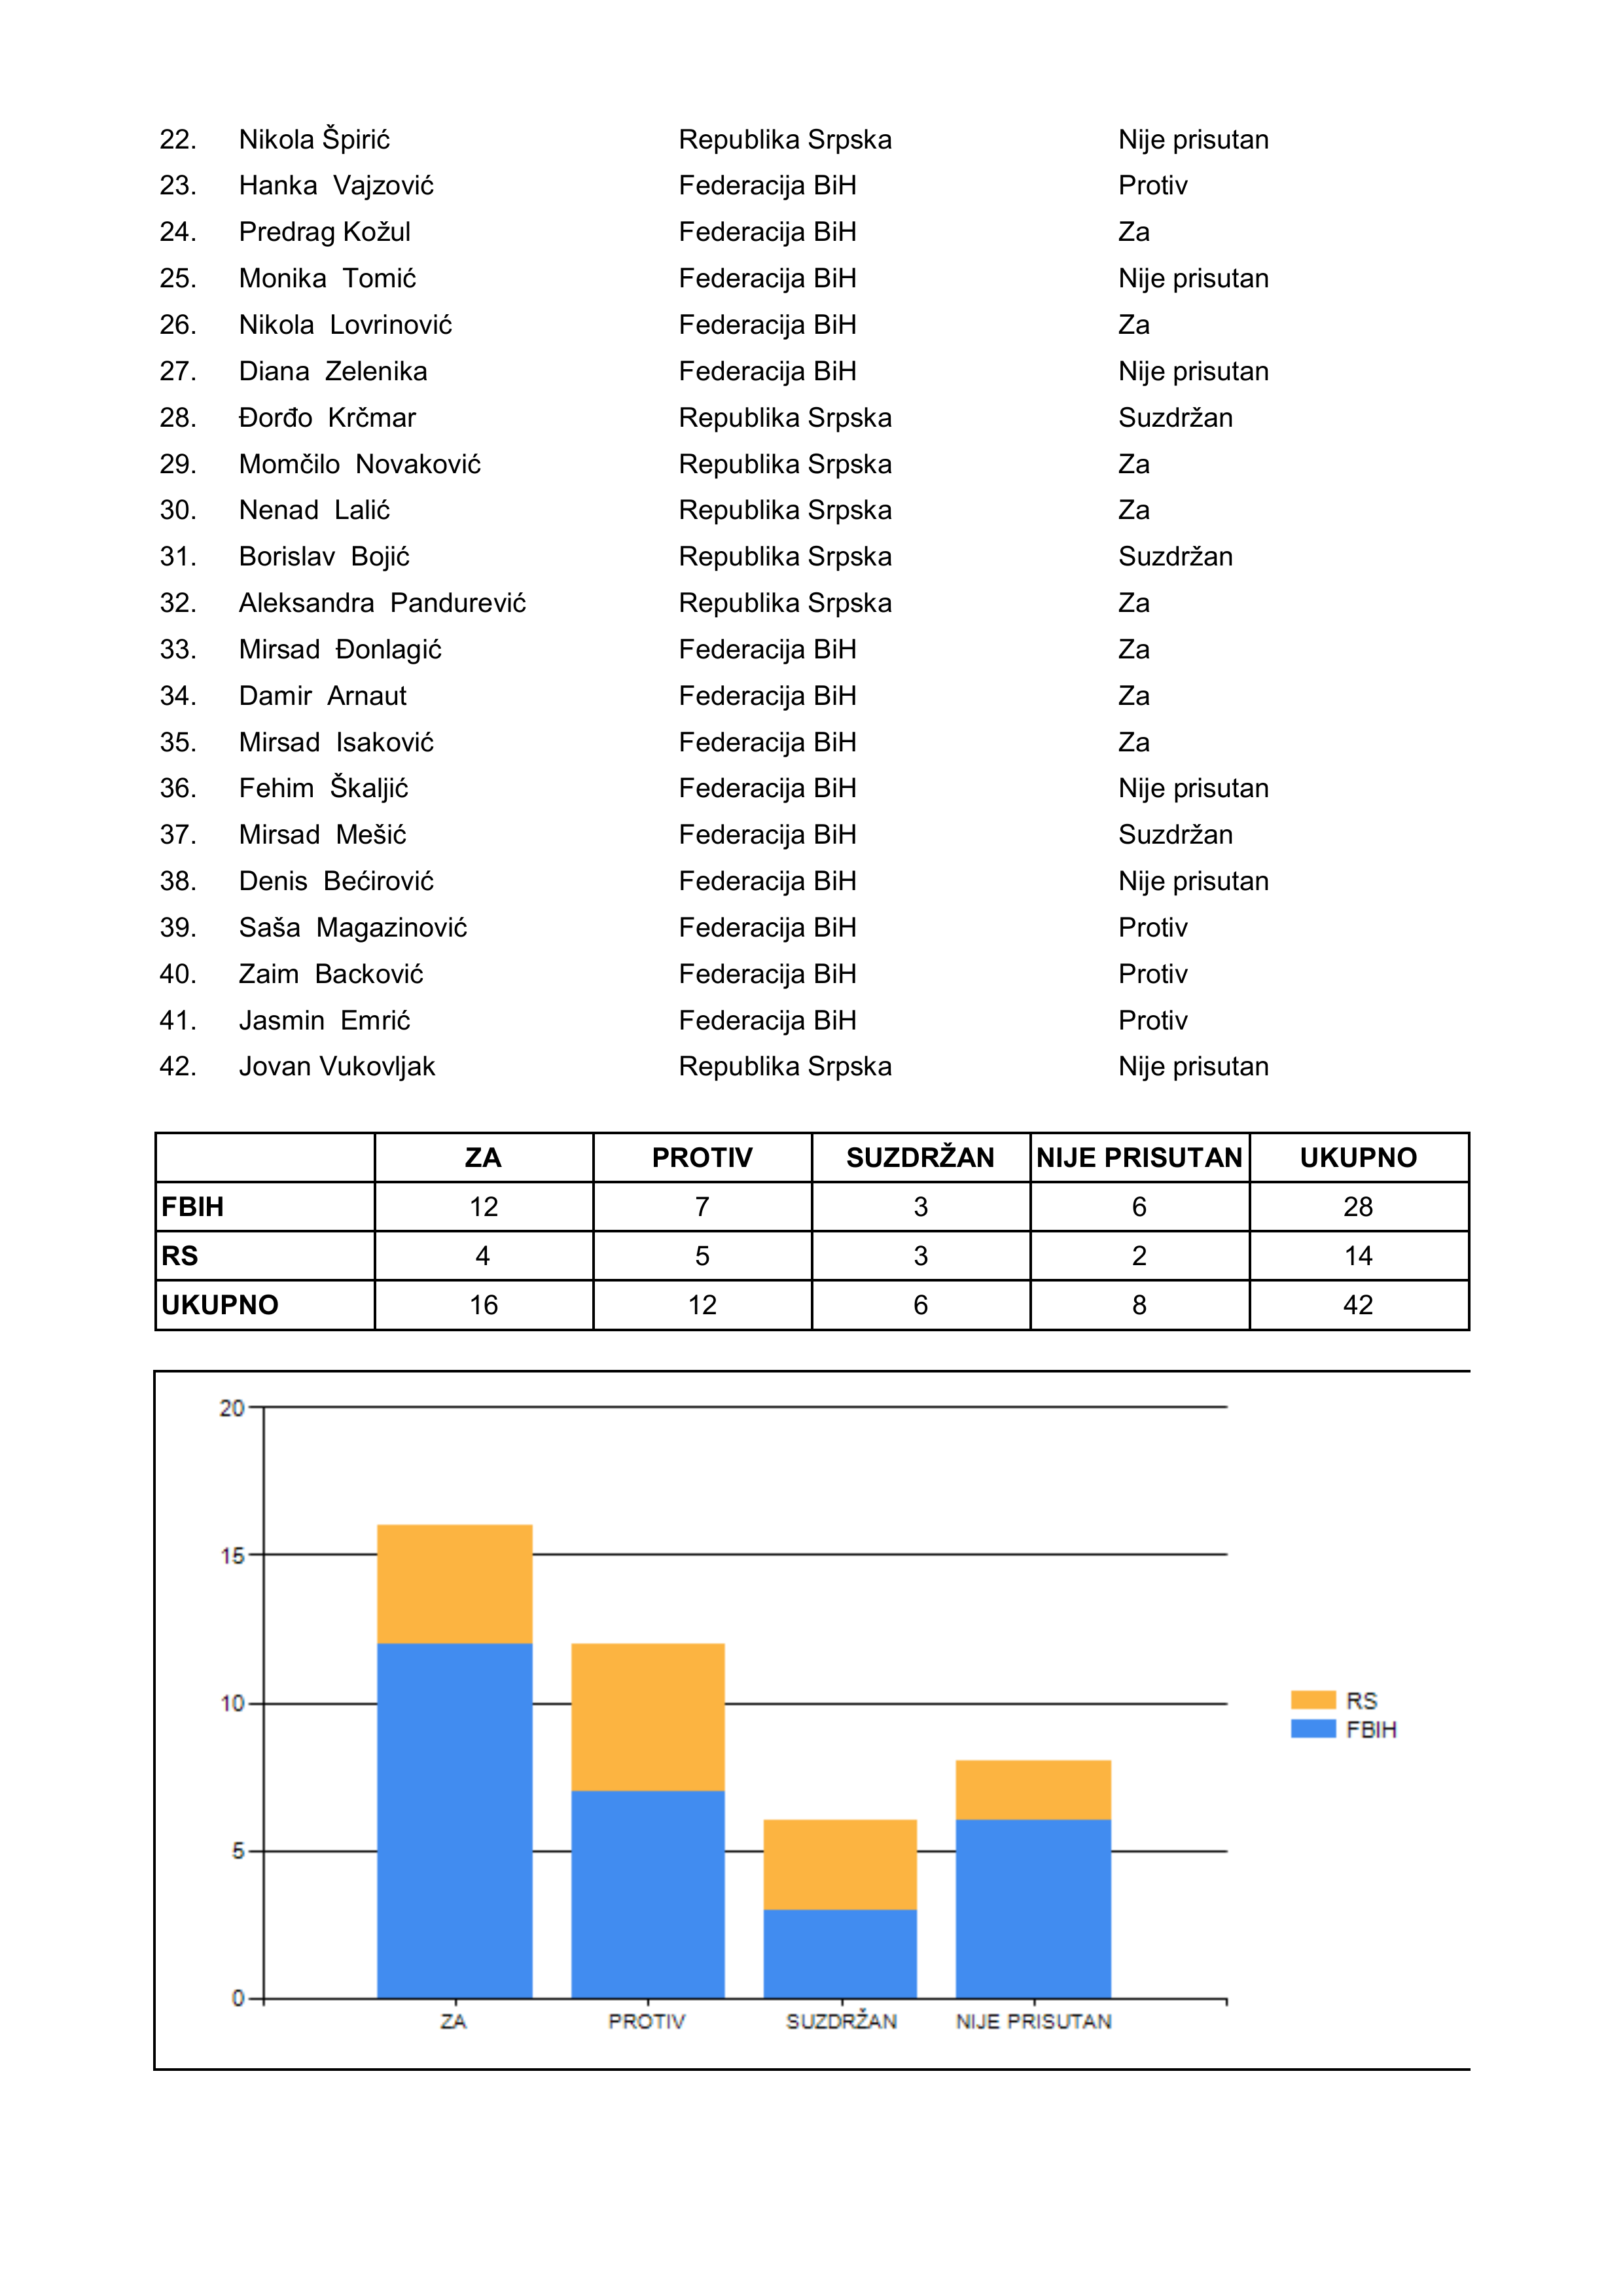 22. Nikola Špirić Republika Srpska Nije prisutan
23. Hanka Vajzović Federacija BiH Protiv
24. Predrag Kožul Federacija BiH Za
25. Monika Tomić Federacija BiH Nije prisutan
26. Nikola Lovrinović Federacija BiH Za
27. Diana Zelenika Federacija BiH Nije prisutan
28. Đorđo Krčmar Republika Srpska Suzdržan
29. Momčilo Novaković Republika Srpska Za
30. Nenad Lalić Republika Srpska Za
31. Borislav Bojić Republika Srpska Suzdržan
32. Aleksandra Pandurević Republika Srpska Za
33. Mirsad Đonlagić Federacija BiH Za
34. Damir Arnaut Federacija BiH Za
35. Mirsad Isaković Federacija BiH Za
36. Fehim Škaljić Federacija BiH Nije prisutan
37. Mirsad Mešić Federacija BiH Suzdržan
38. Denis Bećirović Federacija BiH Nije prisutan
39. Saša Magazinović Federacija BiH Protiv
40. Zaim Backović Federacija BiH Protiv
41. Jasmin Emrić Federacija BiH Protiv
42. Jovan Vukovljak Republika Srpska Nije prisutan
ZA PROTIV SUZDRŽAN NIJE PRISUTAN UKUPNO
FBIH 12 7 3 6 28
RS 4 5 3 2 14
UKUPNO 16 12 6 8 42
20
15
10
5
0
ZA PROTIV SUZDRŽAN NIJE PRISUTAN
RS
FBIH